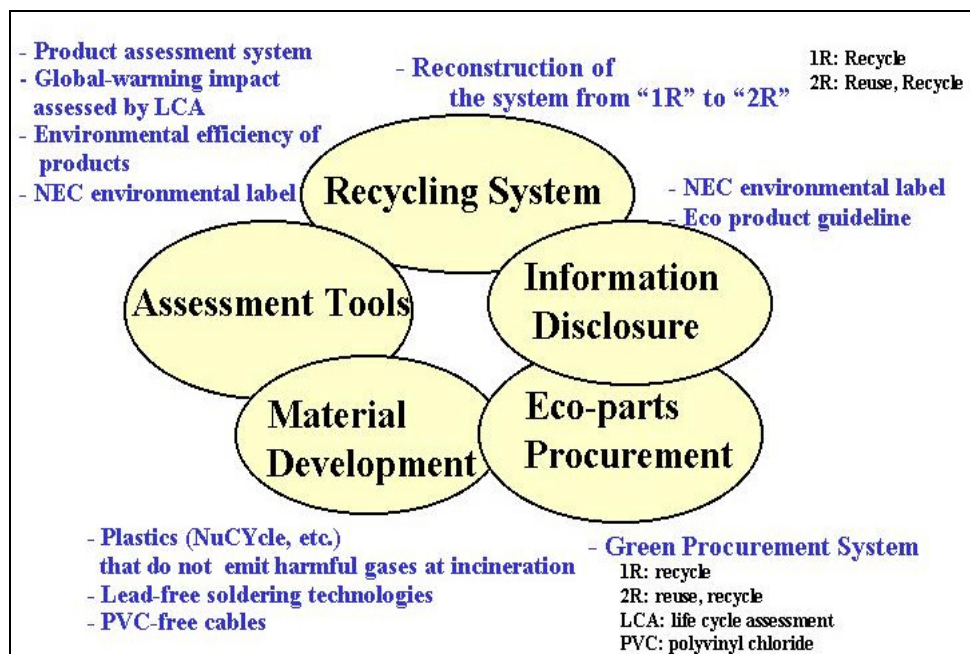 - Product assessment system
- Global-warming impact
assessed by LCA
- Environmental efficiency of
products
- NEC environmental label
- Reconstruction of
the system from “1R” to “2R”
1R: Recycle
2R: Reuse, Recycle
Recycling System
- NEC environmental label
- Eco product guideline
Assessment Tools
Information
Disclosure
Material
Development
Eco-parts
Procurement
- Plastics (NuCYcle, etc.)
that do not emit harmful gases at incineration
- Lead-free soldering technologies
- PVC-free cables
- Green Procurement System
1R: recycle
2R: reuse, recycle
LCA: life cycle assessment
PVC: polyvinyl chloride